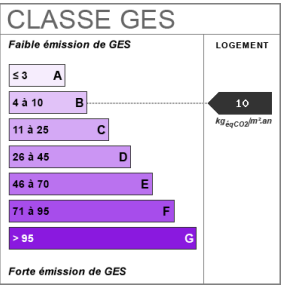 CLASSE GES
Faible émission de GES
LOGEMENT
≤ 3 A
4 à 10 B
10
kgéqCO2/m².an
11 à 25 C
26 à 45 D
46 à 70 E
71 à 95 F
> 95 G
Forte émission de GES